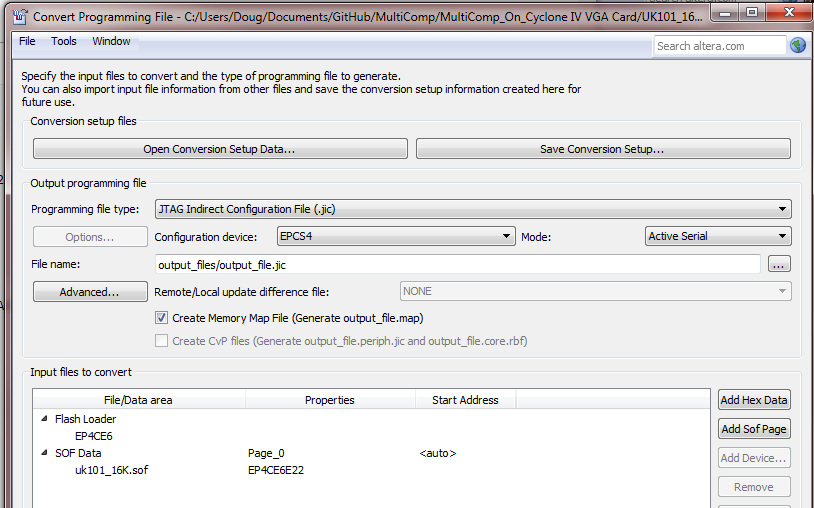 Convert Programming File - C:/Users/Doug/Documents/GitHub/MultiComp/MultiComp_On_Cyclone IV VGA Card/UK101_16...
File Tools Window
Search altera.com
Specify the input files to convert and the type of programming file to generate.
You can also import input file information from other files and save the conversion setup information created here for
future use.
Conversion setup files
Open Conversion Setup Data...
Save Conversion Setup...
Output programming file
Programming file type:
JTAG Indirect Configuration File (.jic)
Options...
Configuration device:
EPCS4
Mode:
Active Serial
File name:
output_files/output_file.jic
...
Advanced...
Remote/Local update difference file:
NONE
Create Memory Map File (Generate output_file.map)
Create CvP files (Generate output_file.periph.jic and output_file.core.rbf)
Input files to convert
File/Data area Properties Start Address
Flash Loader
EP4CE6
SOF Data Page_0 <auto>
uk101_16K.sof EP4CE6E22
Add Hex Data
Add Sof Page
Add Device...
Remove